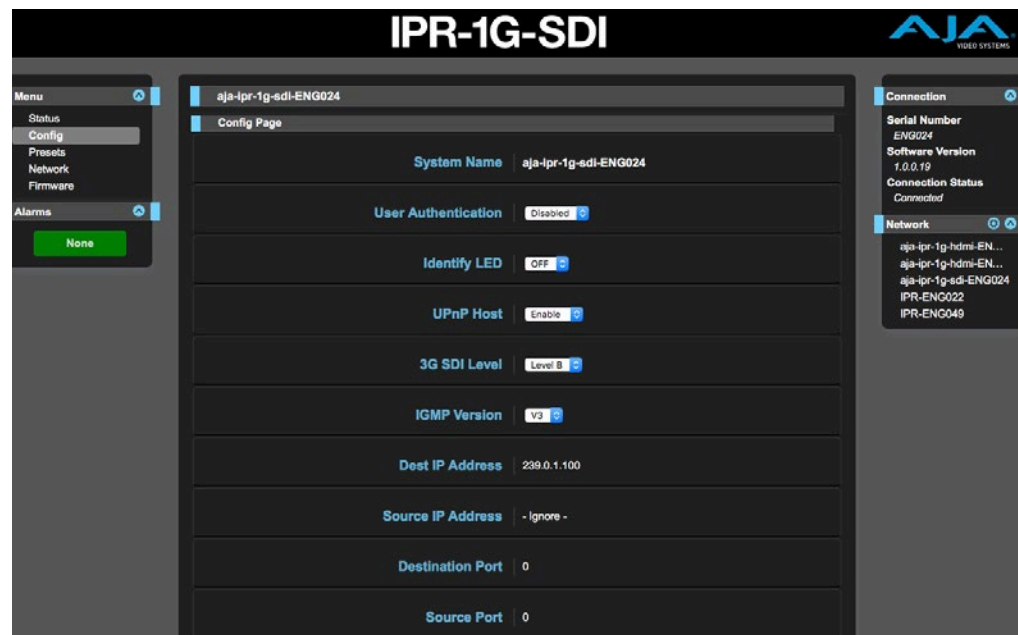 IPR-1G-SDI
AJA
VIDEO SYSTEMS
Menu
Status
Config
Presets
Network
Firmware
Alarms
None
aja-ipr-1g-sdi-ENG024
Config Page
System Name aja-ipr-1g-sdi-ENG024
User Authentication Disabled
Identify LED OFF
UPnP Host Enable
3G SDI Level Level B
IGMP Version V3
Dest IP Address 239.0.1.100
Source IP Address - Ignore -
Destination Port 0
Source Port 0
Connection
Serial Number
ENG024
Software Version
1.0.0.19
Connection Status
Connected
Network
aja-ipr-1g-hdmi-EN...
aja-ipr-1g-hdmi-EN...
aja-ipr-1g-sdi-ENG024
IPR-ENG022
IPR-ENG049